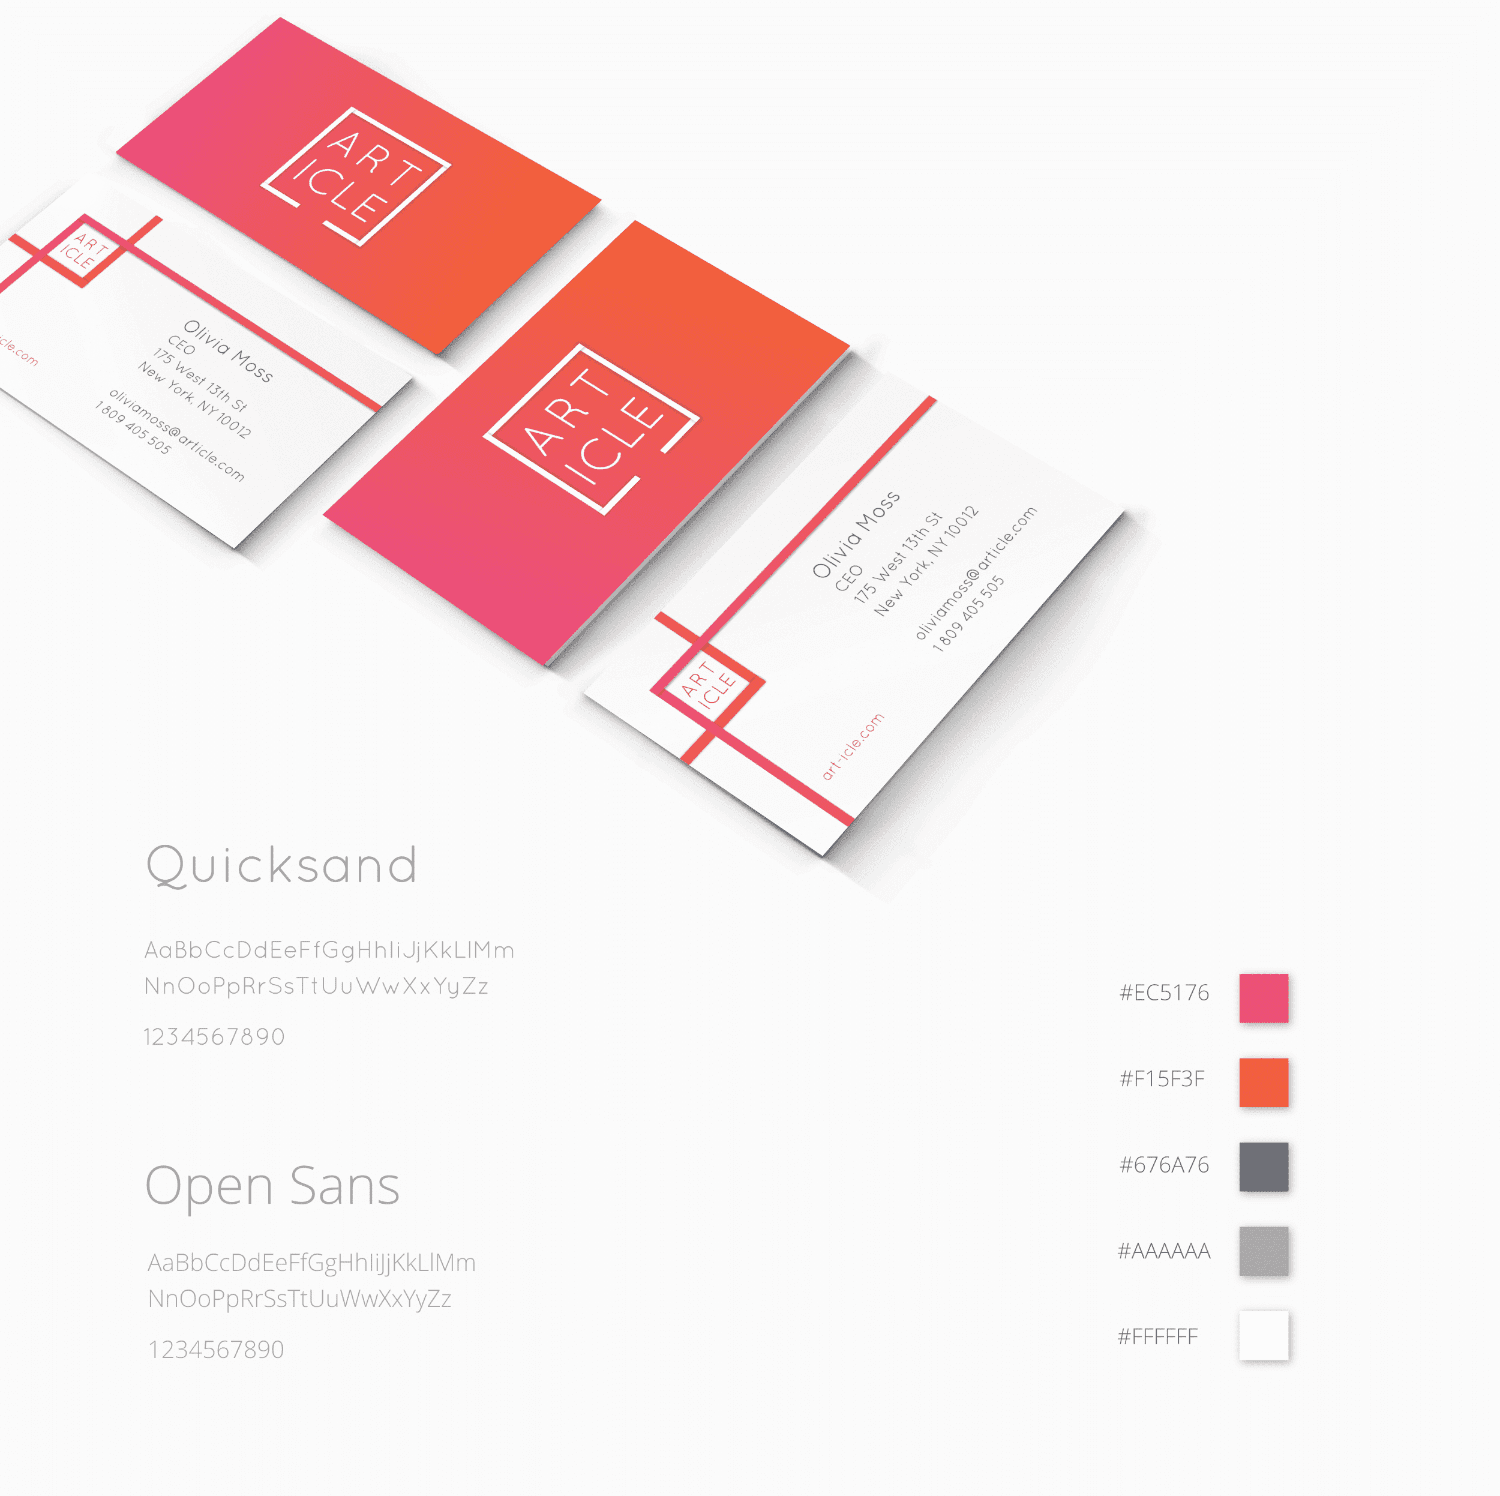 ART
ICLE
ART
ICLE
Olivia Moss
CEO
175 West 13th St
New York, NY 10012
oliviamoss@article.com
1 809 405 505
cle.com
ART
ICLE
Olivia Moss
CEO
175 West 13th St
New York, NY 10012
oliviamoss@article.com
1 809 405 505
ART
ICLE
art-icle.com
Quicksand
AaBbCcDdEeFfGgHhIiJjKkLlMm
NnOoPpRrSsTtUuWwXxYyZz
1234567890
Open Sans
AaBbCcDdEeFfGgHhIiJjKkLlMm
NnOoPpRrSsTtUuWwXxYyZz
1234567890
#EC5176
#F15F3F
#676A76
#AAAAAA
#FFFFFF